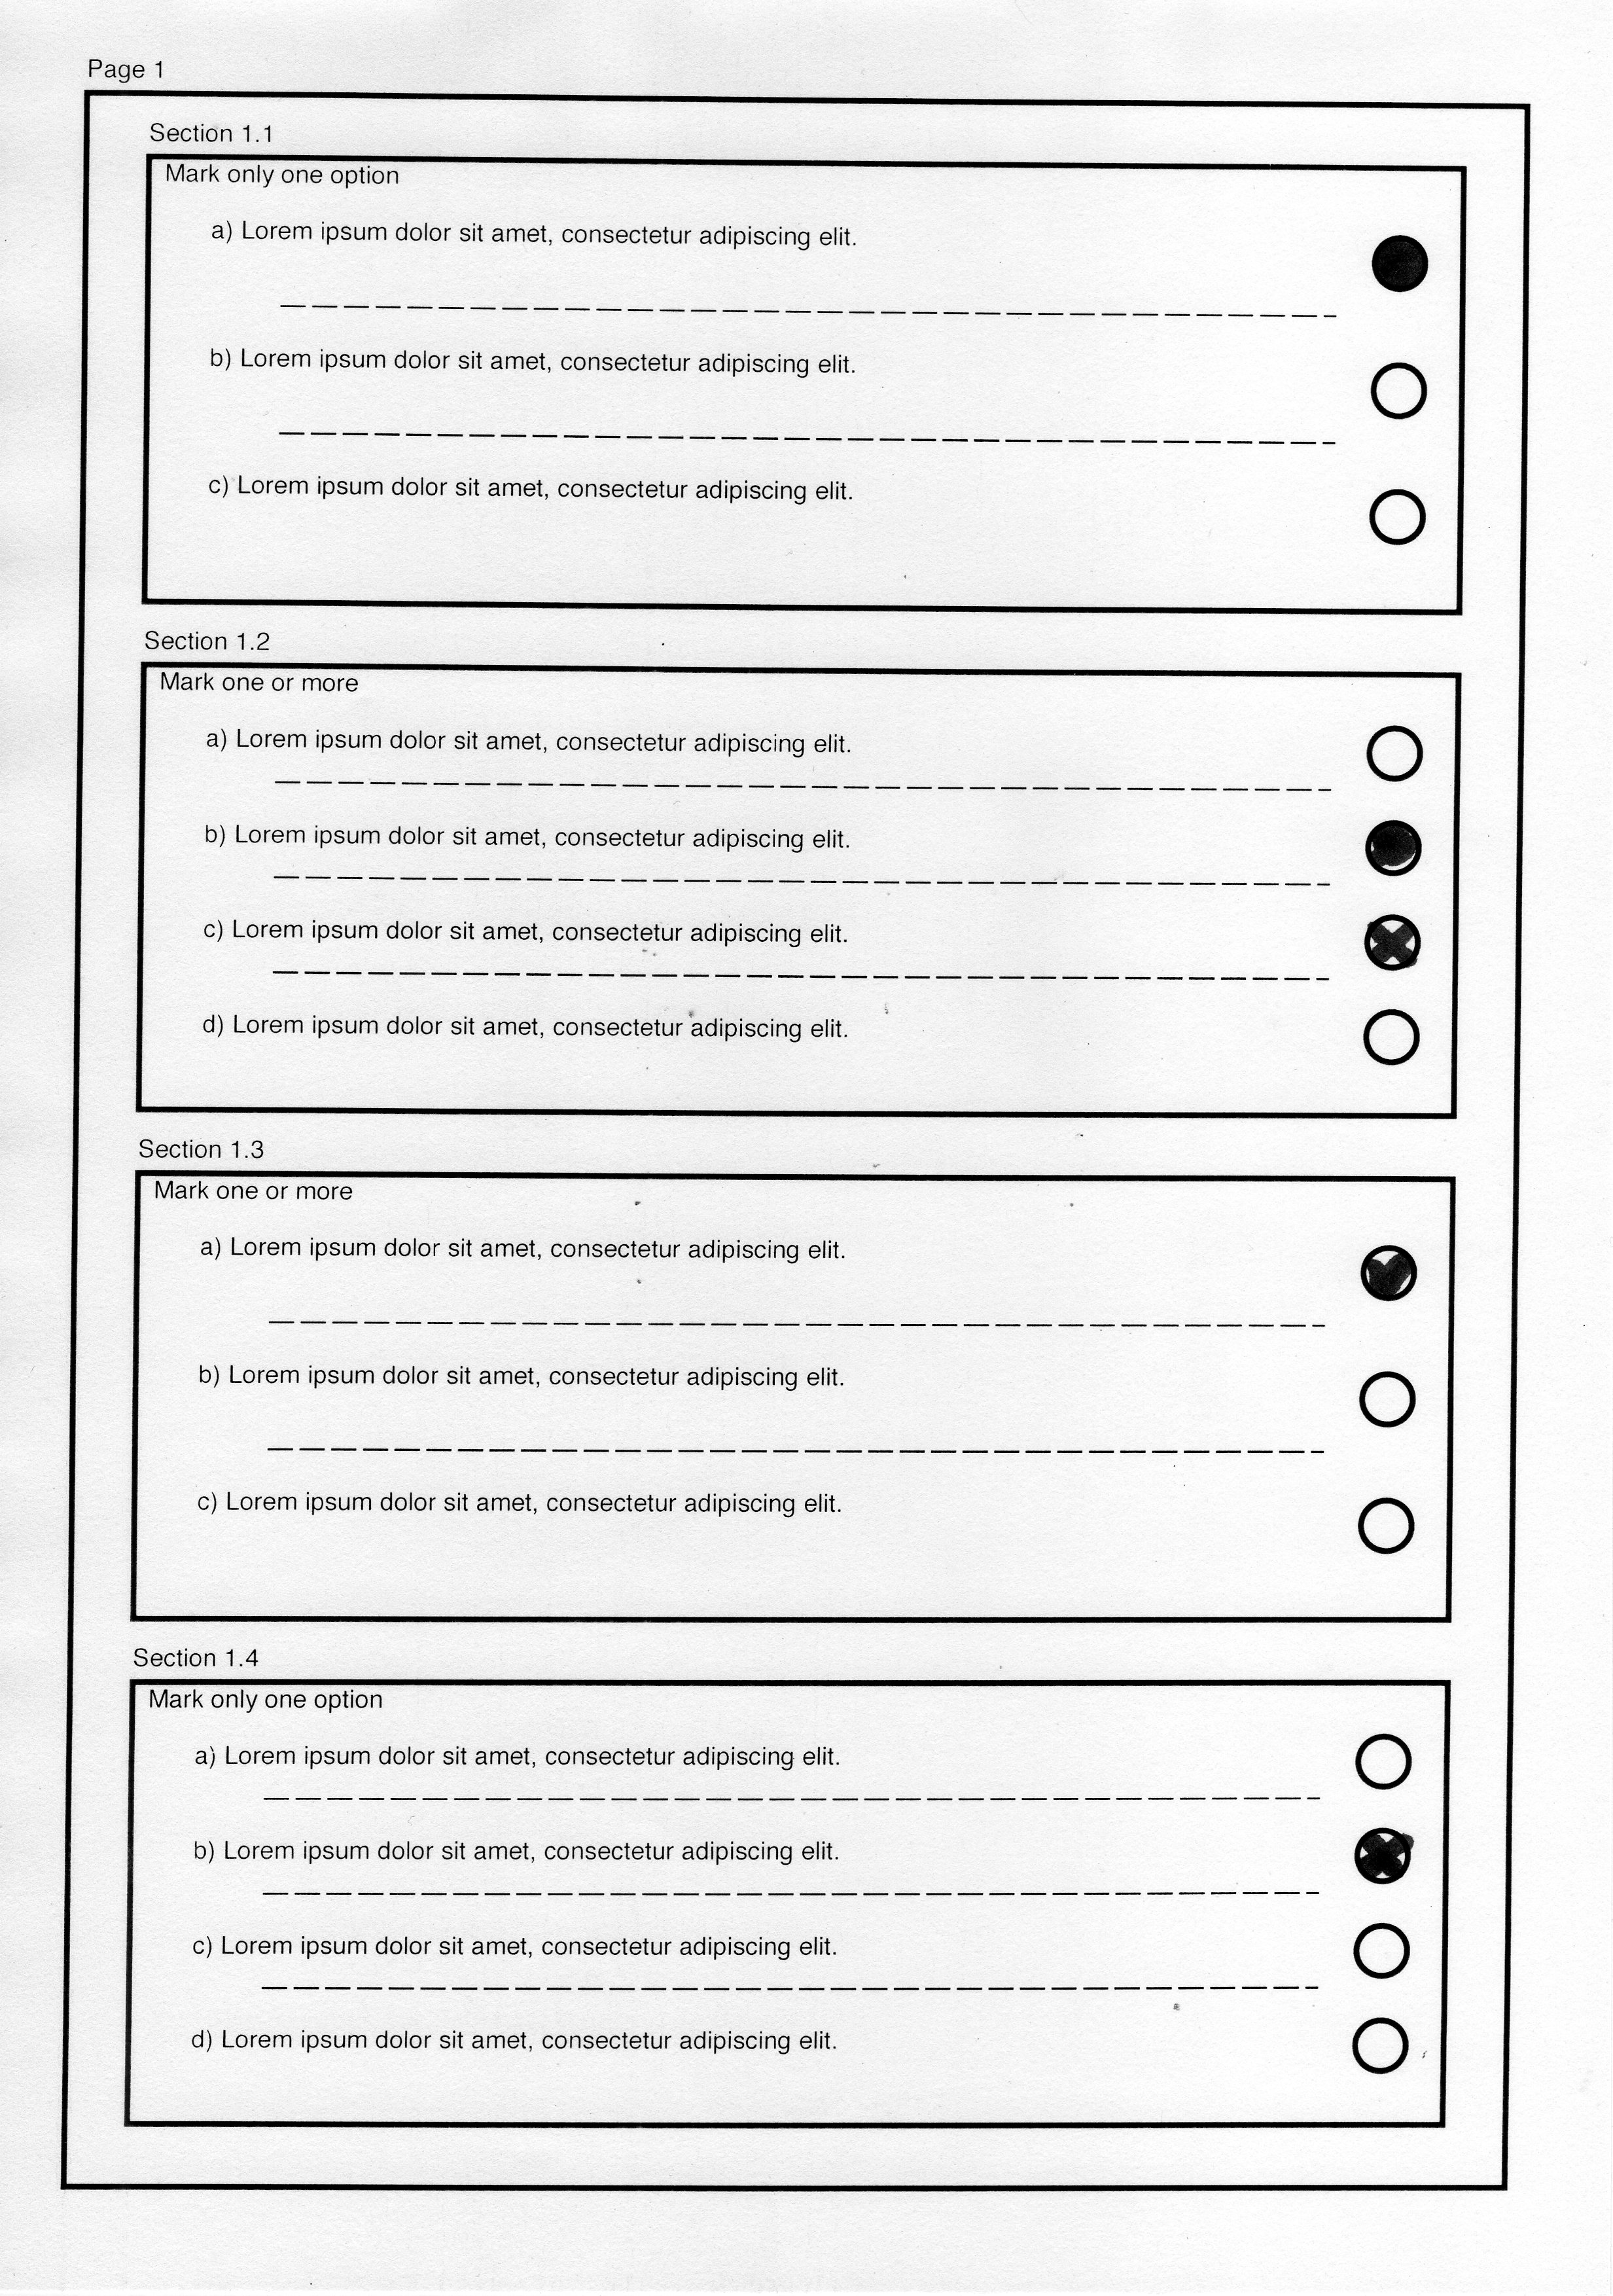 Page 1
Section 1.1
Mark only one option
a) Lorem ipsum dolor sit amet, consectetur adipiscing elit.
b) Lorem ipsum dolor sit amet, consectetur adipiscing elit.
c) Lorem ipsum dolor sit amet, consectetur adipiscing elit.
Section 1.2
Mark one or more
a) Lorem ipsum dolor sit amet, consectetur adipiscing elit.
b) Lorem ipsum dolor sit amet, consectetur adipiscing elit.
c) Lorem ipsum dolor sit amet, consectetur adipiscing elit.
d) Lorem ipsum dolor sit amet, consectetur adipiscing elit.
Section 1.3
Mark one or more
a) Lorem ipsum dolor sit amet, consectetur adipiscing elit.
b) Lorem ipsum dolor sit amet, consectetur adipiscing elit.
c) Lorem ipsum dolor sit amet, consectetur adipiscing elit.
Section 1.4
Mark only one option
a) Lorem ipsum dolor sit amet, consectetur adipiscing elit.
b) Lorem ipsum dolor sit amet, consectetur adipiscing elit.
c) Lorem ipsum dolor sit amet, consectetur adipiscing elit.
d) Lorem ipsum dolor sit amet, consectetur adipiscing elit.